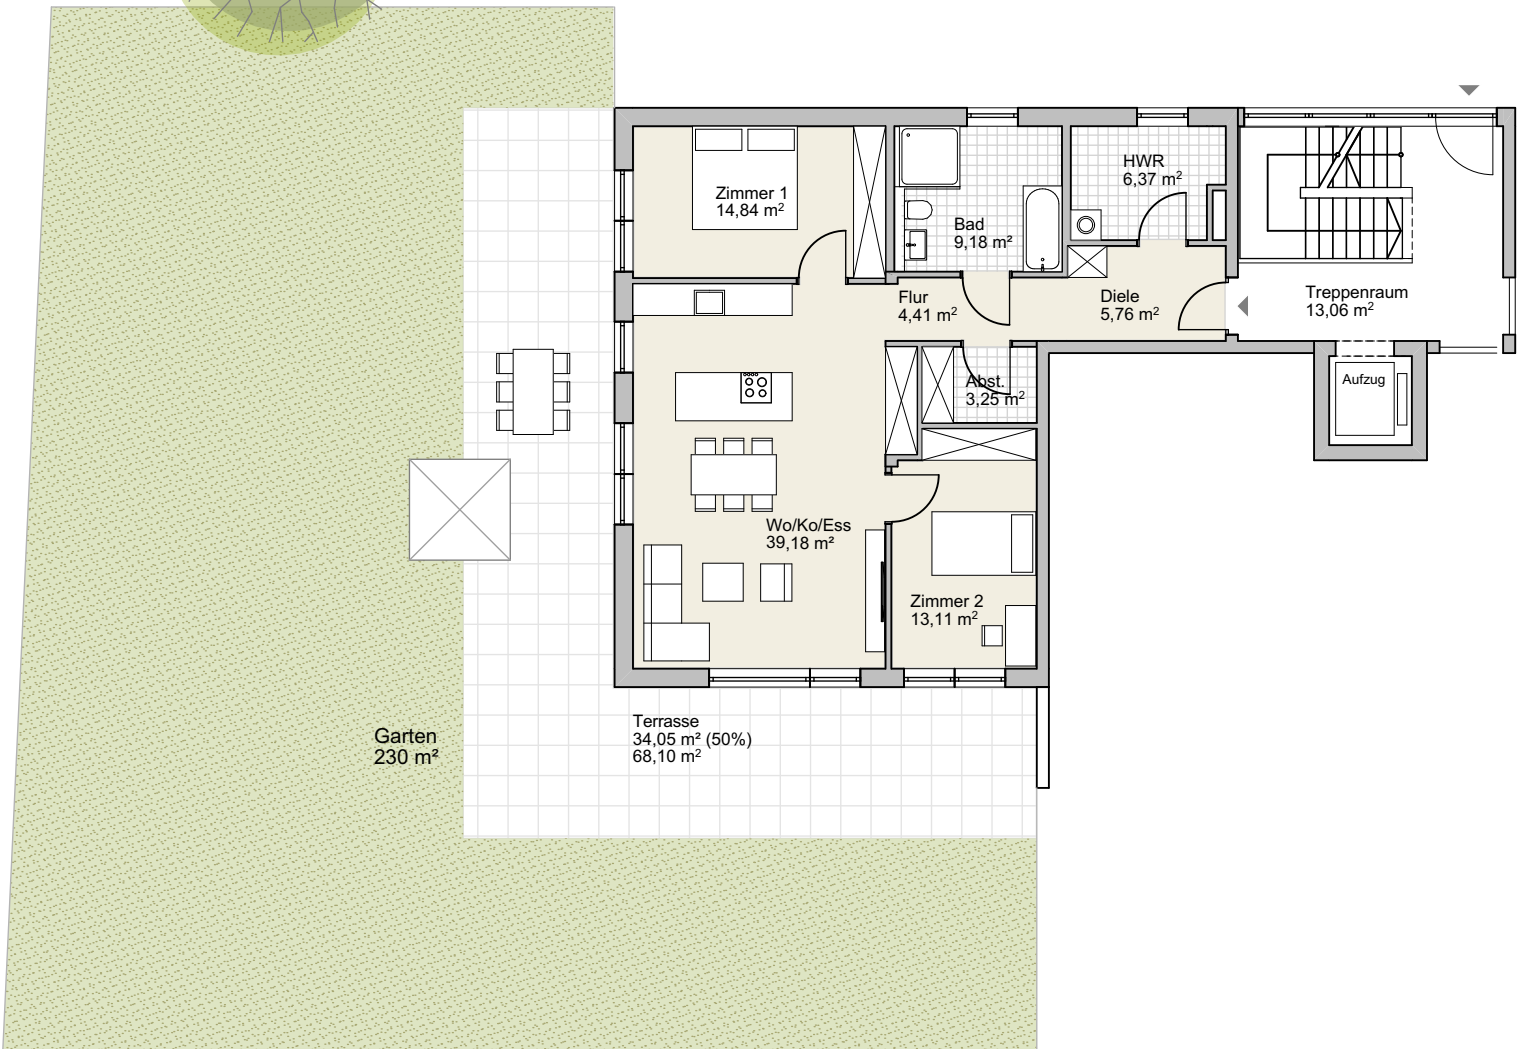 HWR
6,37 m²
Zimmer 1
14,84 m²
Bad
9,18 m²
Flur
4,41 m²
Diele
5,76 m²
Treppenraum
13,06 m²
Aufzug
Abst.
3,25 m²
Wo/Ko/Ess
39,18 m²
Zimmer 2
13,11 m²
Terrasse
34,05 m² (50%)
68,10 m²
Garten
230 m²